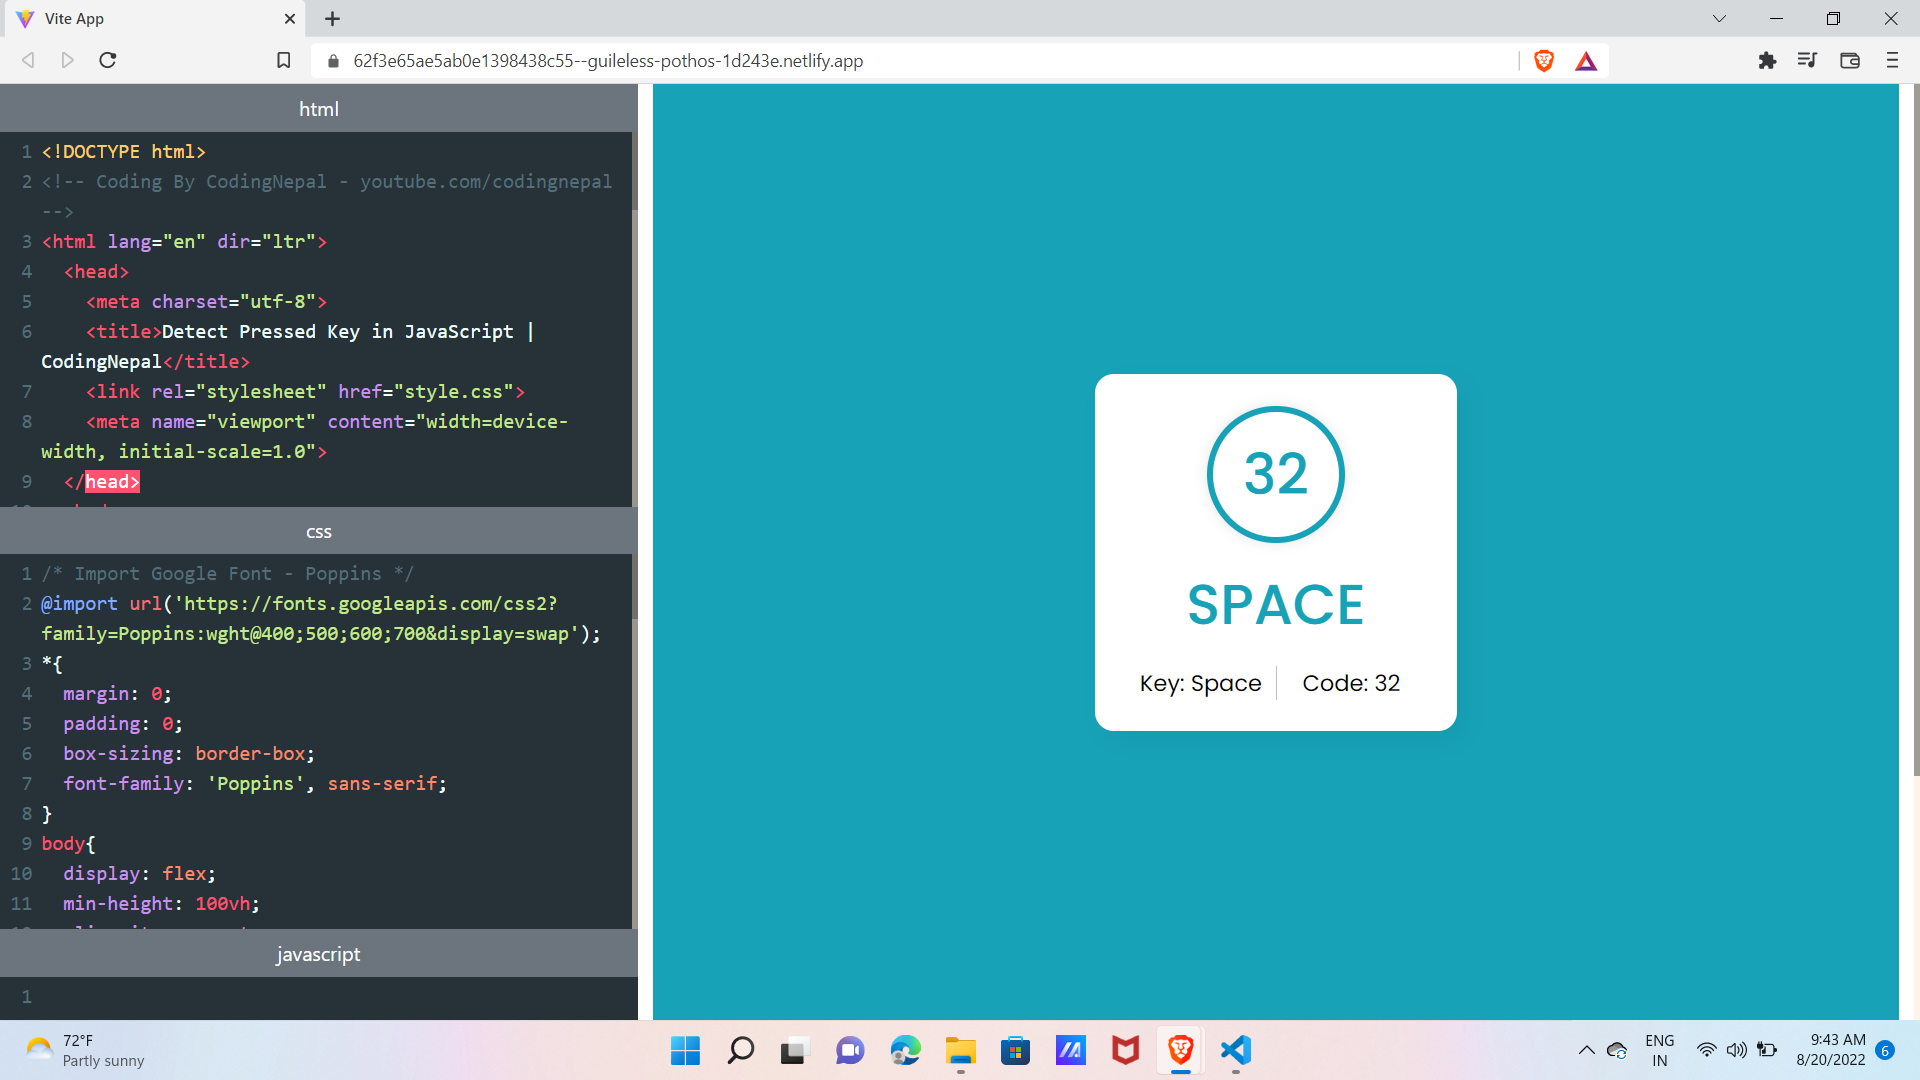 Vite App
62f3e65ae5ab0e1398438c55--guileless-pothos-1d243e.netlify.app
html
1 <!DOCTYPE html>
2 <!-- Coding By CodingNepal - youtube.com/codingnepal
-->
3 <html lang="en" dir="ltr">
4 <head>
5 <meta charset="utf-8">
6 <title>Detect Pressed Key in JavaScript |
CodingNepal</title>
7 <link rel="stylesheet" href="style.css">
8 <meta name="viewport" content="width=device-
width, initial-scale=1.0">
9 </head>
css
1 /* Import Google Font - Poppins */
2 @import url('https://fonts.googleapis.com/css2?
family=Poppins:wght@400;500;600;700&display=swap');
3 *{
4 margin: 0;
5 padding: 0;
6 box-sizing: border-box;
7 font-family: 'Poppins', sans-serif;
8 }
9 body{
10 display: flex;
11 min-height: 100vh;
javascript
1
32
SPACE
Key: Space
Code: 32
72°F
Partly sunny
ENG
IN
9:43 AM
8/20/2022
6